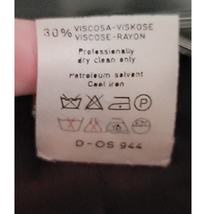 30% VISCOSA-VISKOSE
VISCOSE-RAYON
Professionally
dry clean only
Petroleum solvent
Cool iron
P
D-OS 944